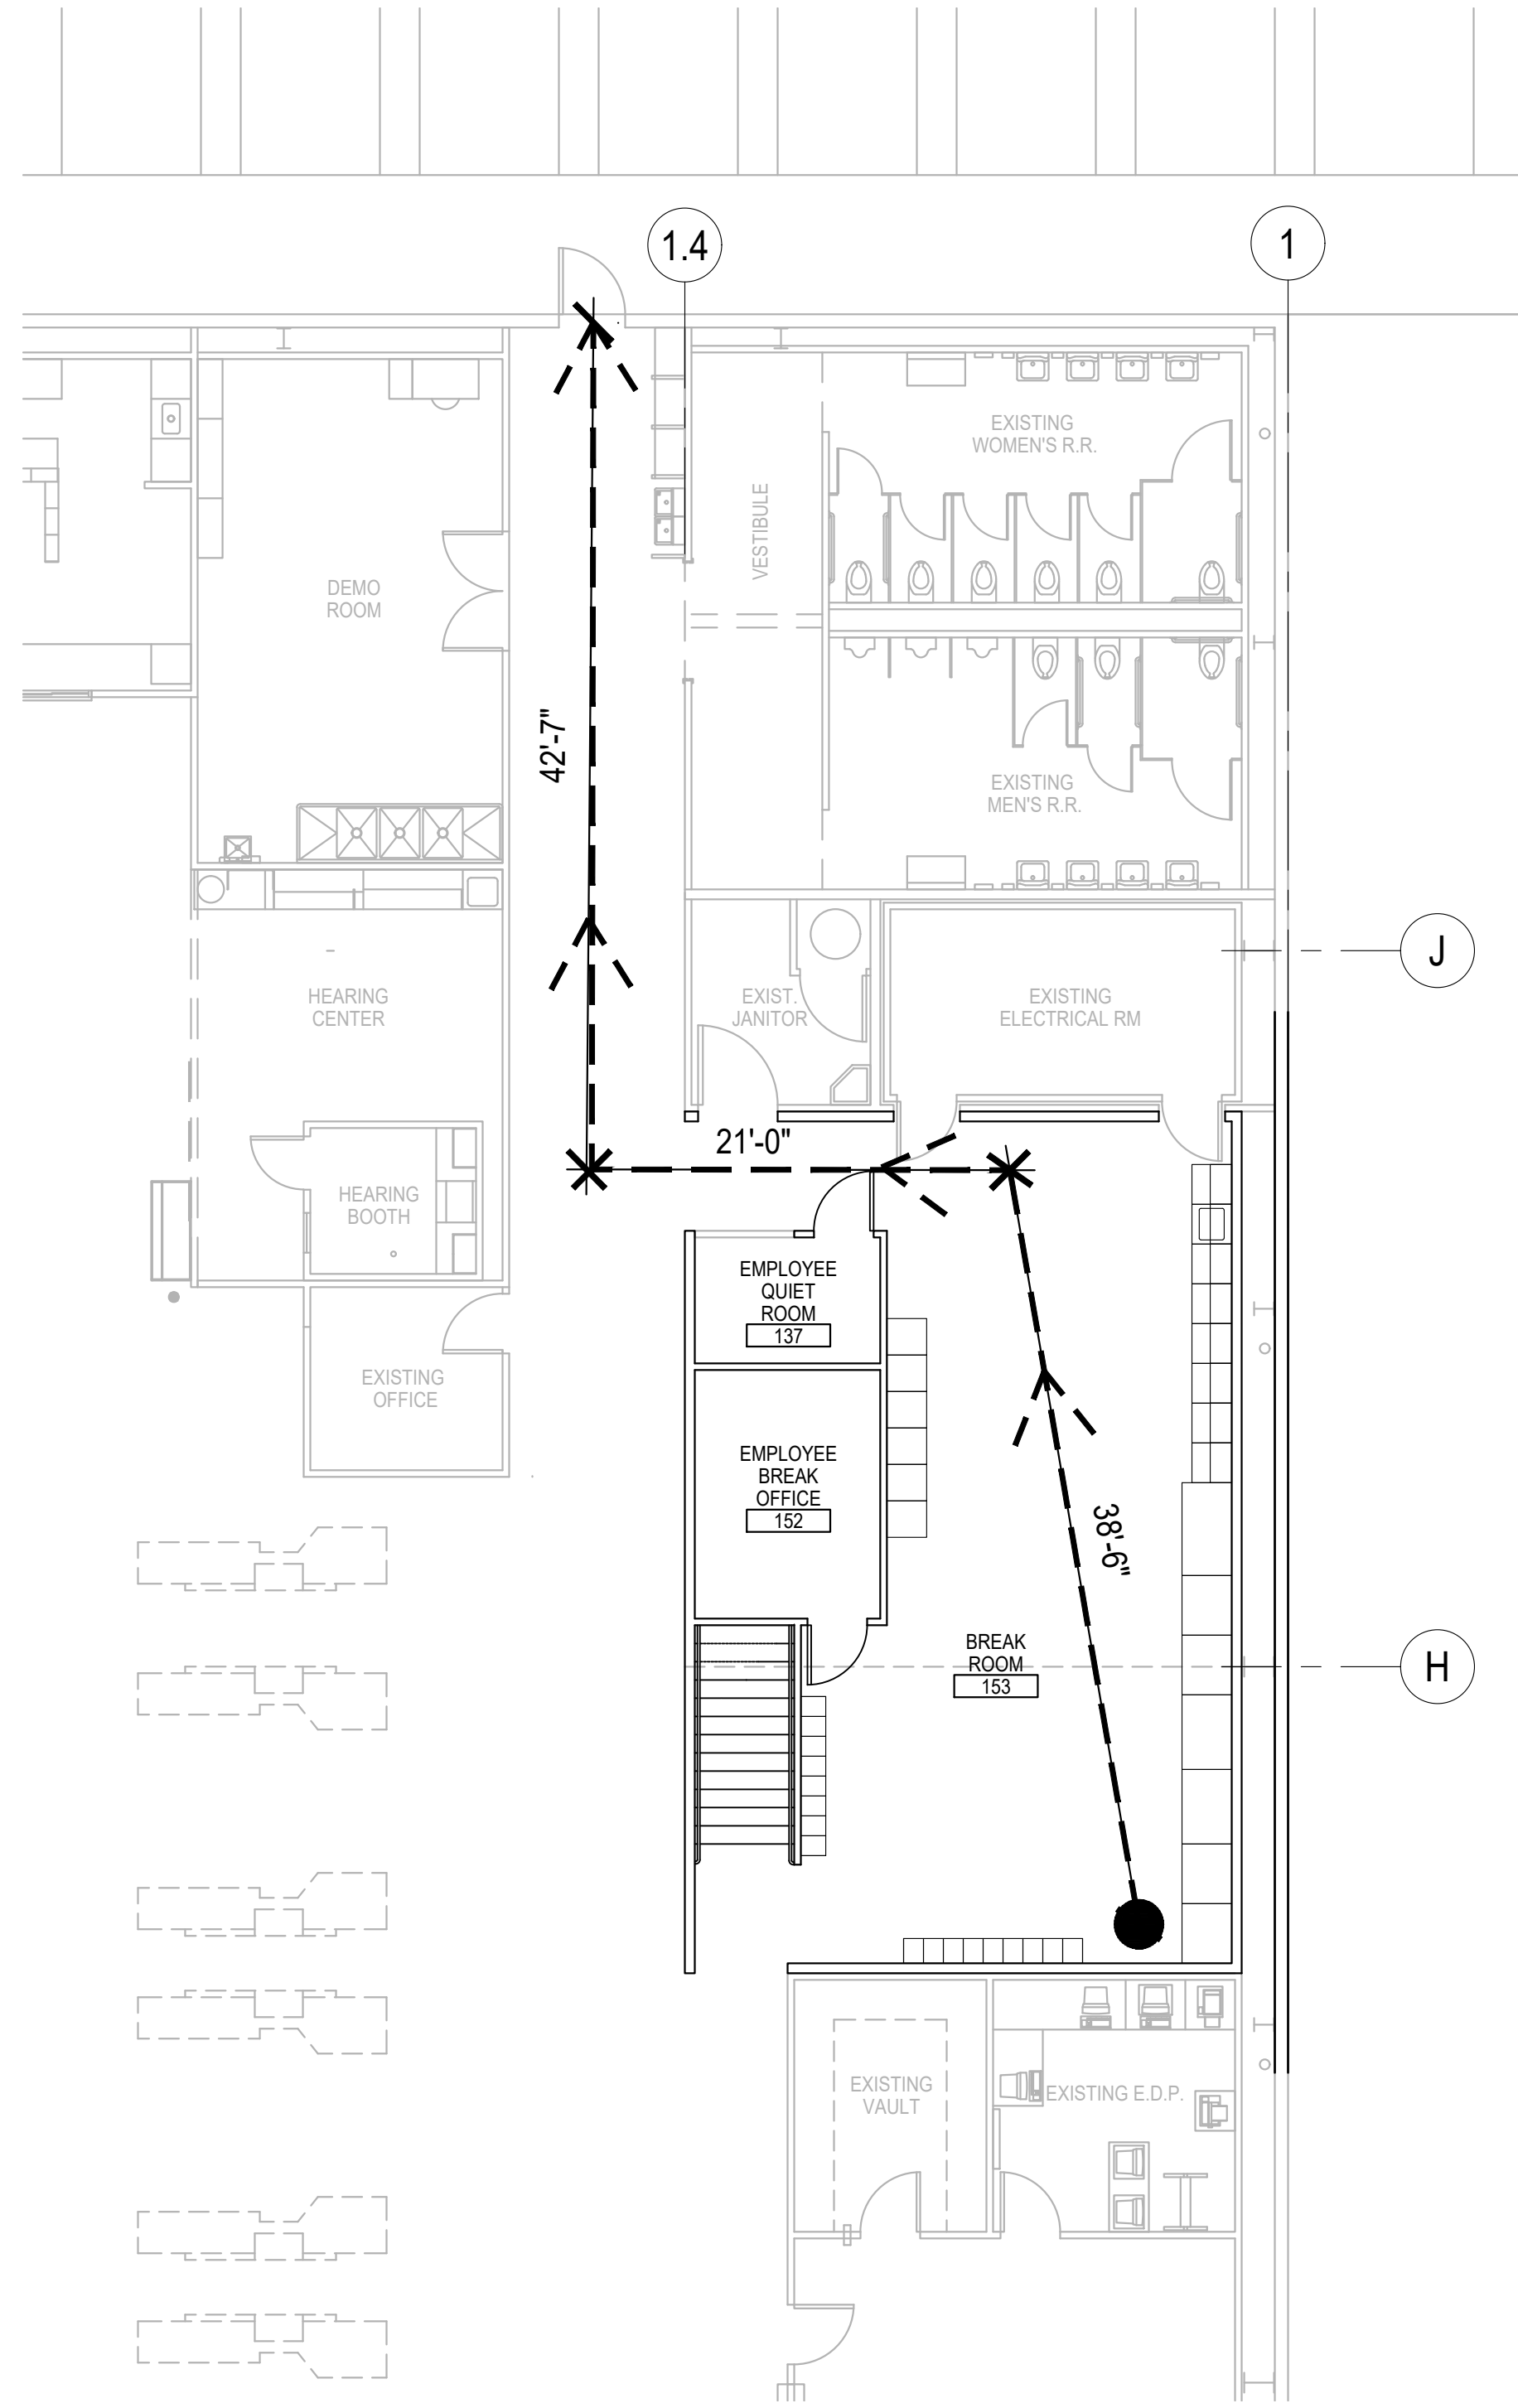 1.4
1
EXISTING
WOMEN'S R.R.
VESTIBULE
DEMO
ROOM
42'-7"
EXISTING
MEN'S R.R.
J
HEARING
CENTER
EXIST.
JANITOR
EXISTING
ELECTRICAL RM
21'-0"
HEARING
BOOTH
EMPLOYEE
QUIET
ROOM
137
EXISTING
OFFICE
EMPLOYEE
BREAK
OFFICE
152
38'-6"
BREAK
ROOM
153
H
EXISTING
VAULT
EXISTING E.D.P.